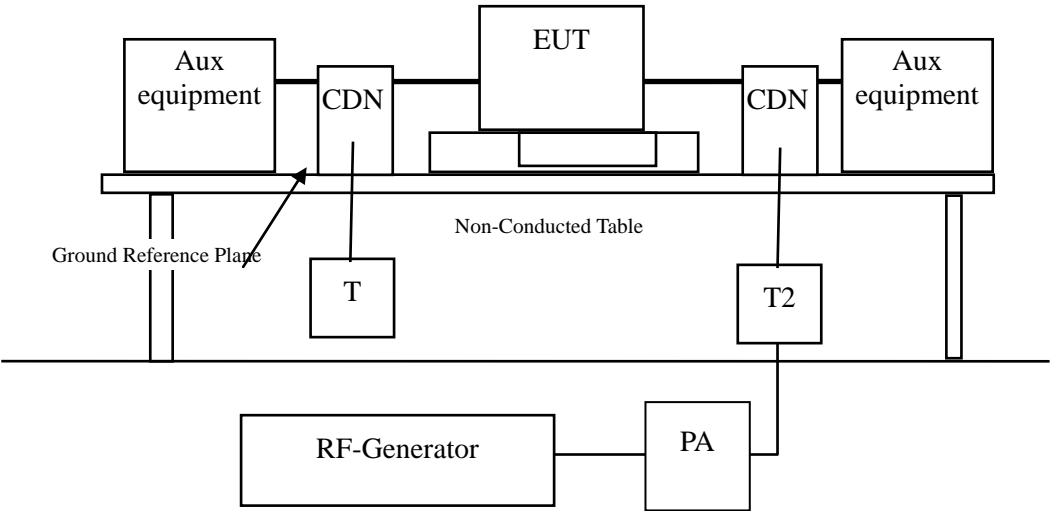 EUT
Aux
equipment
CDN
CDN
Aux
equipment
Non-Conducted Table
Ground Reference Plane
T
T2
RF-Generator
PA